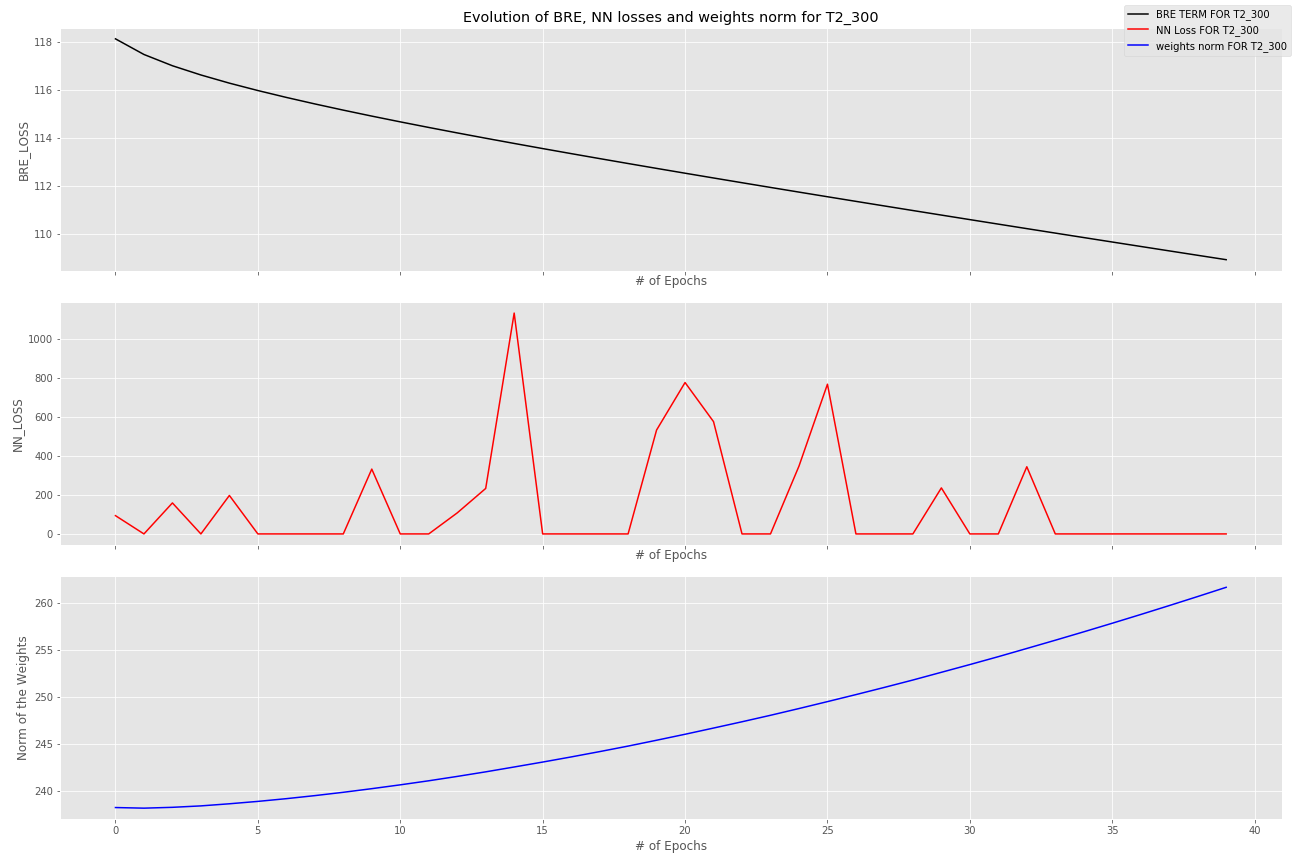 Evolution of BRE, NN losses and weights norm for T2_300
BRE TERM FOR T2_300
NN Loss FOR T2_300
weights norm FOR T2_300
118
116
114
112
110
BRE_LOSS
# of Epochs
1000
800
600
400
200
0
NN_LOSS
# of Epochs
260
255
250
245
240
Norm of the Weights
0 5 10 15 20 25 30 35 40
# of Epochs